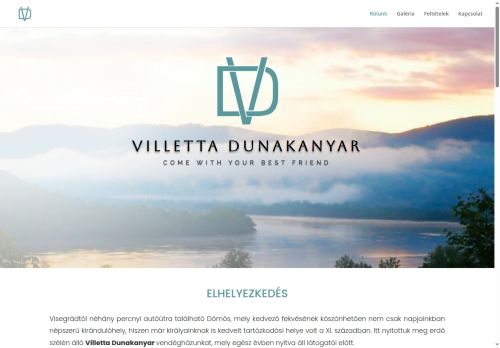 Rólunk Galéria Feltételek Kapcsolat
VILLETTA DUNAKANYAR
COME WITH YOUR BEST FRIEND
ELHELYEZKEDÉS
Visegrádtól néhány percnyi autóútra található Dömös, mely kedvező fekvésének köszönhetően nem csak napjainkban
népszerű kirándulóhely, hiszen már királyainknak is kedvelt tartózkodási helye volt a XI. században. Itt nyitottuk meg erdő
szélén álló Villetta Dunakanyar vendégházunkat, mely egész évben nyitva áll látogatói előtt.